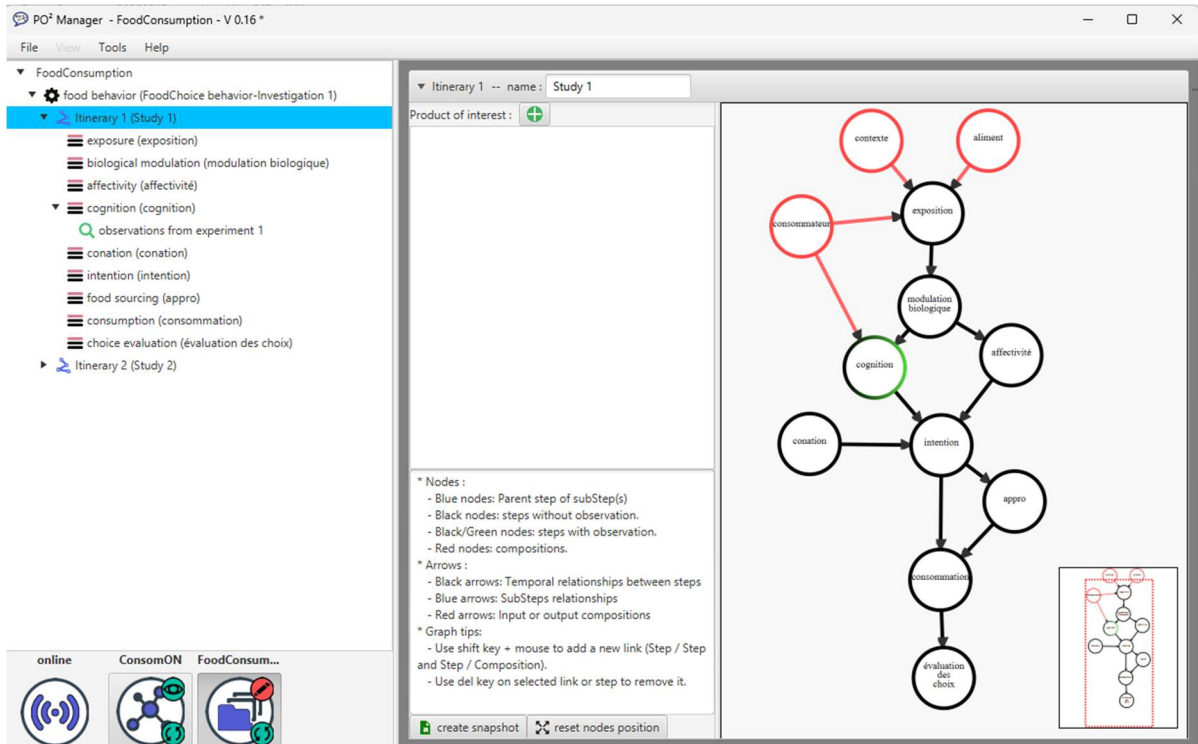 PO² Manager - FoodConsumption - V 0.16 *
File View Tools Help
FoodConsumption
food behavior (FoodChoice behavior-Investigation 1)
Itinerary 1 (Study 1)
exposure (exposition)
biological modulation (modulation biologique)
affectivity (affectivité)
cognition (cognition)
observations from experiment 1
conation (conation)
intention (intention)
food sourcing (appro)
consumption (consommation)
choice evaluation (évaluation des choix)
Itinerary 2 (Study 2)
online
ConsomON
FoodConsum...
Itinerary 1 -- name : Study 1
Product of interest :
* Nodes :
- Blue nodes: Parent step of subStep(s)
- Black nodes: steps without observation.
- Black/Green nodes: steps with observation.
- Red nodes: compositions.
* Arrows :
- Black arrows: Temporal relationships between steps
- Blue arrows: SubSteps relationships
- Red arrows: Input or output compositions
* Graph tips:
- Use shift key + mouse to add a new link (Step / Step
and Step / Composition).
- Use del key on selected link or step to remove it.
create snapshot
reset nodes position
contexte
aliment
exposition
consommateur
modulation
biologique
affectivité
cognition
conation
intention
appro
consommation
évaluation
des
choix